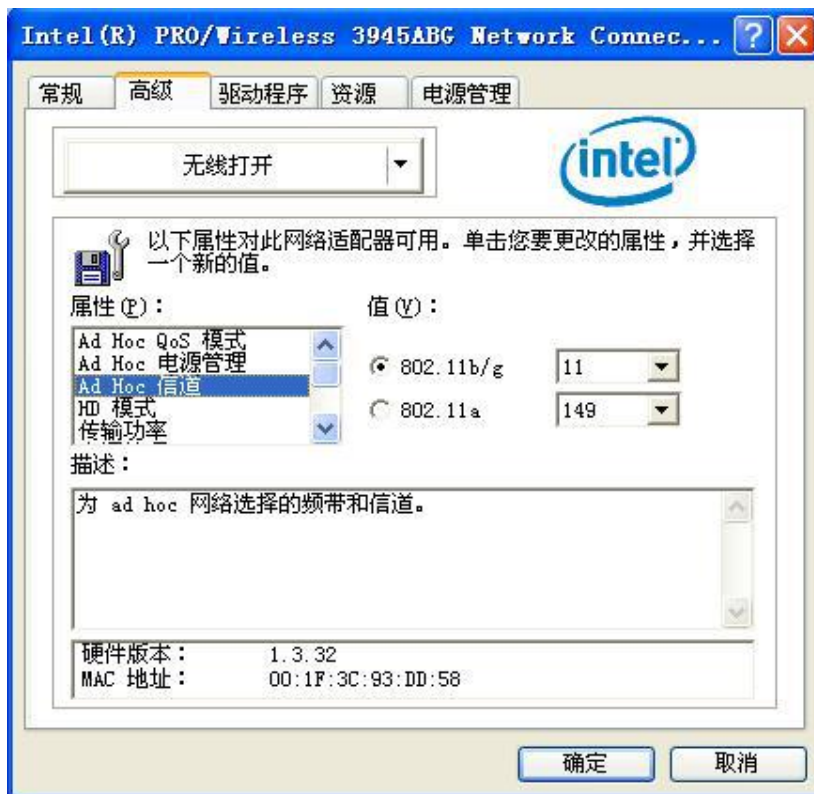 Intel(R) PRO/Wireless 3945ABG Network Connec...
常规 高级 驱动程序 资源 电源管理
无线打开
intel
以下属性对此网络适配器可用。单击您要更改的属性，并选择
一个新的值。
属性(P)： 值(V)：
Ad Hoc QoS 模式
Ad Hoc 电源管理
Ad Hoc 信道
HD 模式
传输功率
802.11b/g 11
802.11a 149
描述：
为 ad hoc 网络选择的频带和信道。
硬件版本： 1.3.32
MAC 地址： 00:1F:3C:93:DD:58
确定 取消